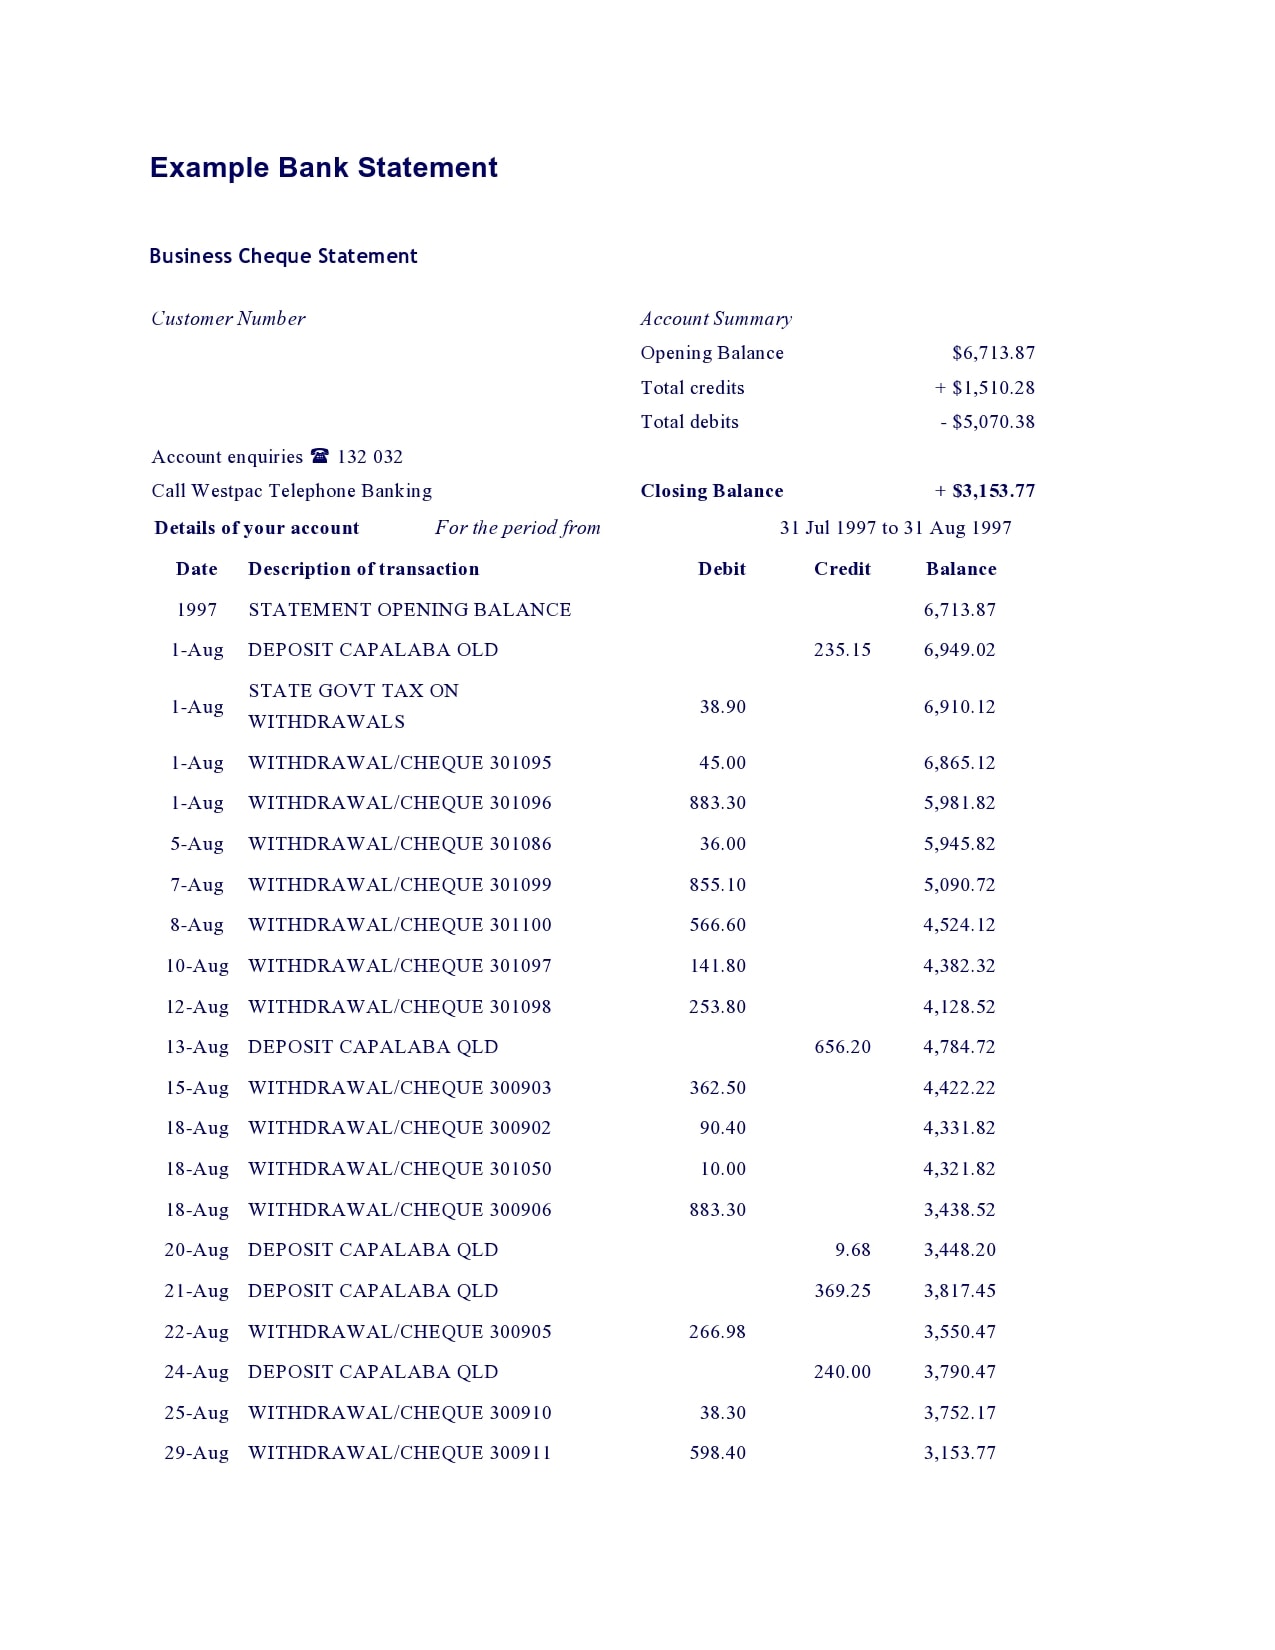 Example Bank Statement
Business Cheque Statement
Customer Number Account Summary
Opening Balance $6,713.87
Total credits + $1,510.28
Total debits - $5,070.38
Account enquiries ☎ 132 032
Call Westpac Telephone Banking Closing Balance + $3,153.77
Details of your account For the period from 31 Jul 1997 to 31 Aug 1997
Date Description of transaction Debit Credit Balance
1997 STATEMENT OPENING BALANCE 6,713.87
1-Aug DEPOSIT CAPALABA OLD 235.15 6,949.02
1-Aug STATE GOVT TAX ON
WITHDRAWALS 38.90 6,910.12
1-Aug WITHDRAWAL/CHEQUE 301095 45.00 6,865.12
1-Aug WITHDRAWAL/CHEQUE 301096 883.30 5,981.82
5-Aug WITHDRAWAL/CHEQUE 301086 36.00 5,945.82
7-Aug WITHDRAWAL/CHEQUE 301099 855.10 5,090.72
8-Aug WITHDRAWAL/CHEQUE 301100 566.60 4,524.12
10-Aug WITHDRAWAL/CHEQUE 301097 141.80 4,382.32
12-Aug WITHDRAWAL/CHEQUE 301098 253.80 4,128.52
13-Aug DEPOSIT CAPALABA QLD 656.20 4,784.72
15-Aug WITHDRAWAL/CHEQUE 300903 362.50 4,422.22
18-Aug WITHDRAWAL/CHEQUE 300902 90.40 4,331.82
18-Aug WITHDRAWAL/CHEQUE 301050 10.00 4,321.82
18-Aug WITHDRAWAL/CHEQUE 300906 883.30 3,438.52
20-Aug DEPOSIT CAPALABA QLD 9.68 3,448.20
21-Aug DEPOSIT CAPALABA QLD 369.25 3,817.45
22-Aug WITHDRAWAL/CHEQUE 300905 266.98 3,550.47
24-Aug DEPOSIT CAPALABA QLD 240.00 3,790.47
25-Aug WITHDRAWAL/CHEQUE 300910 38.30 3,752.17
29-Aug WITHDRAWAL/CHEQUE 300911 598.40 3,153.77